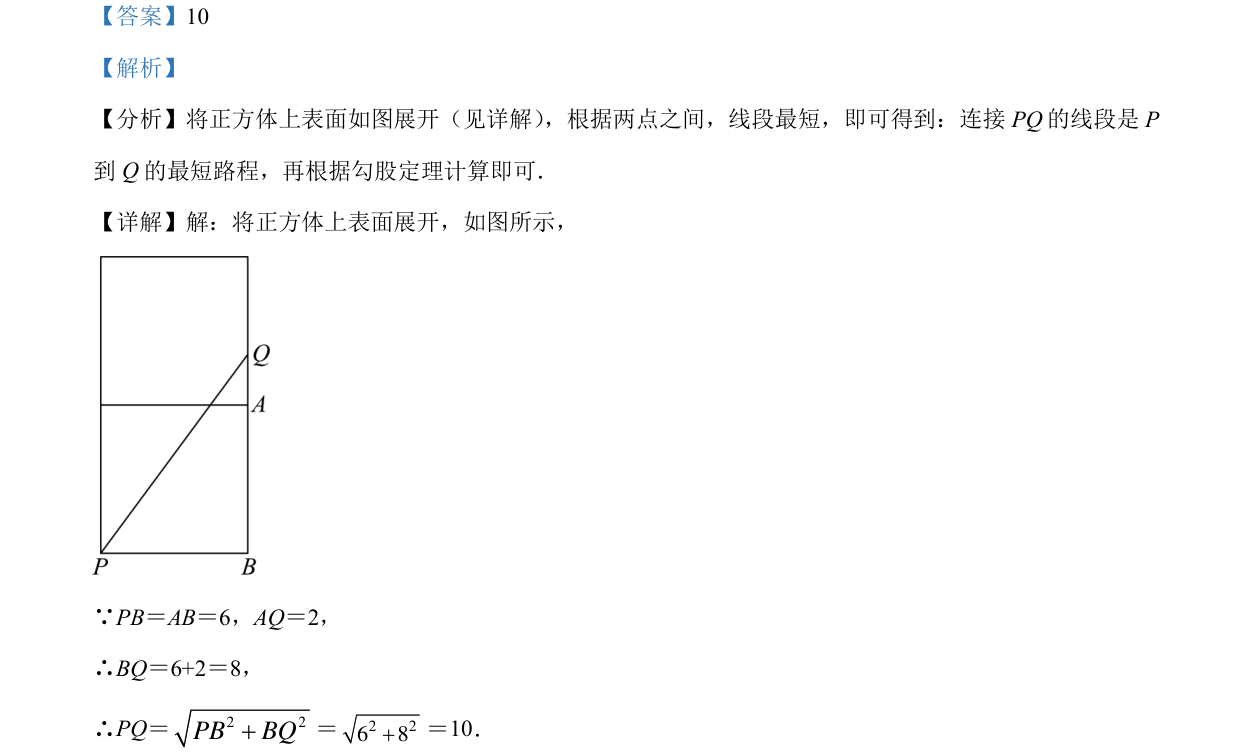 【答案】10
【解析】
【分析】将正方体上表面如图展开（见详解），根据两点之间，线段最短，即可得到：连接 PQ 的线段是 P
到 Q 的最短路程，再根据勾股定理计算即可．
【详解】解：将正方体上表面展开，如图所示，
Q
A
P
B
∵PB＝AB＝6，AQ＝2，
∴BQ＝6+2＝8，
∴PQ＝√(PB²+BQ²)＝√(6²+8²)＝10．